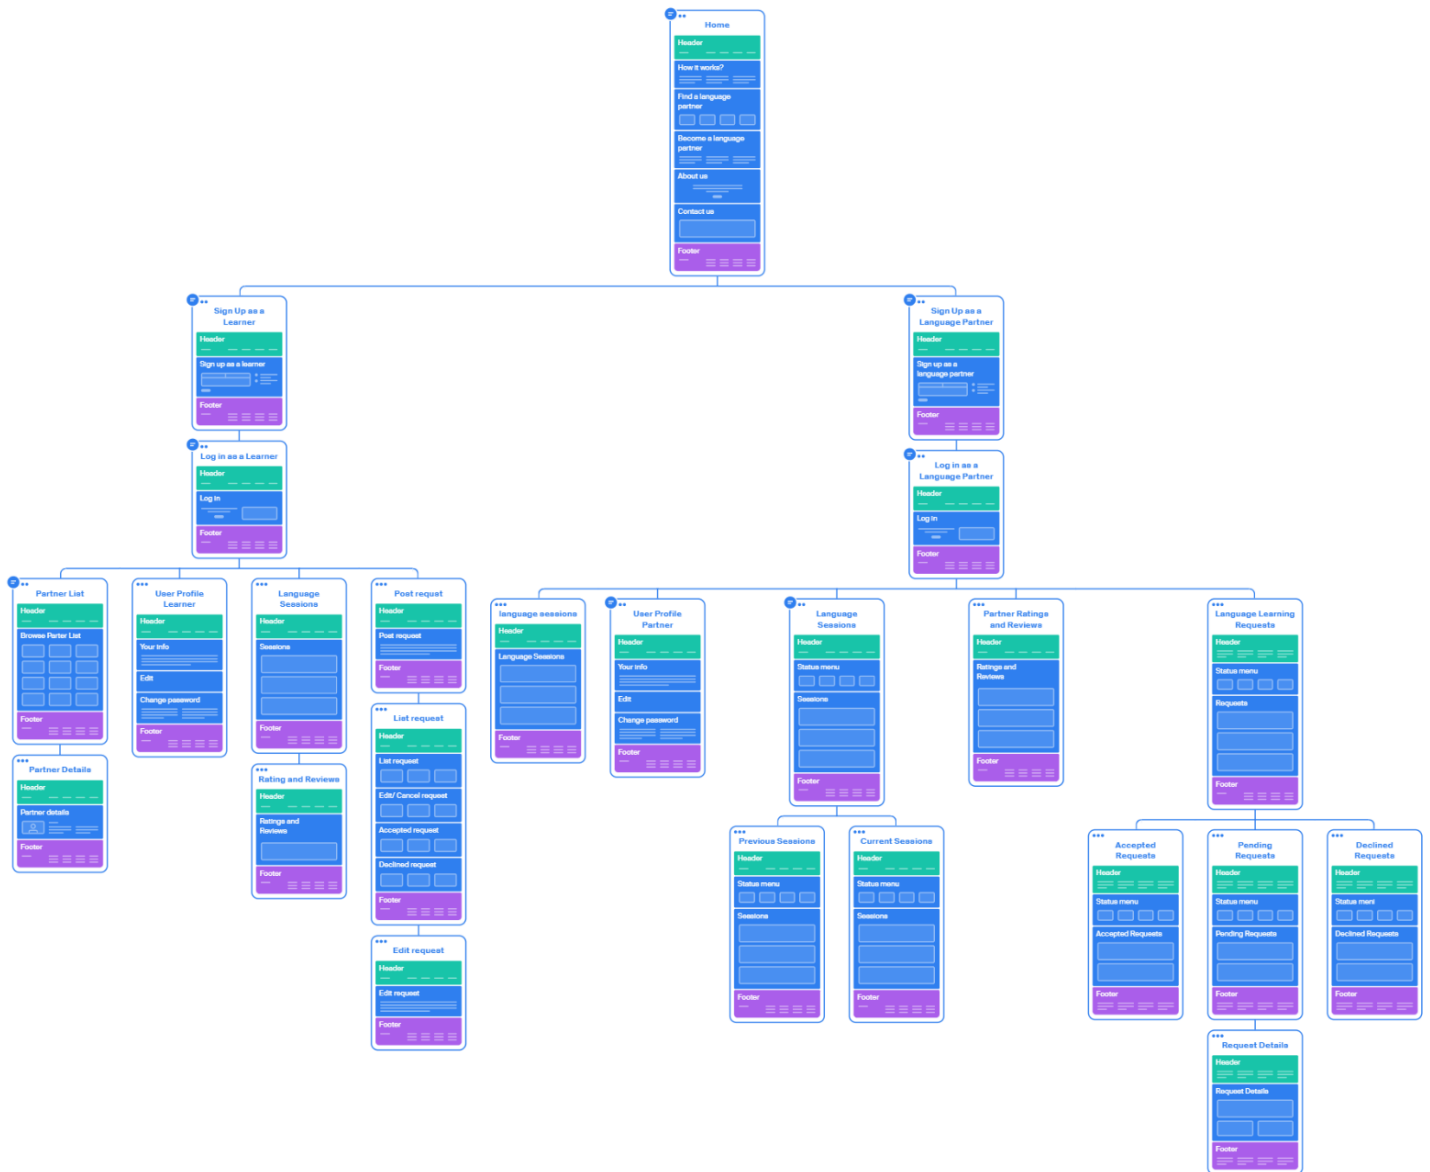 Home
Header
How it works?
Find a language
partner
Become a language
partner
About us
Contact us
Footer
Sign Up as a
Learner
Header
Sign up as a learner
Footer
Sign Up as a
Language Partner
Header
Sign up as a
language partner
Footer
Log in as a Learner
Header
Log in
Footer
Log in as a
Language Partner
Header
Log in
Footer
Partner List
Header
Browse Parter List
Footer
Partner Details
Header
Partner details
Footer
User Profile
Learner
Header
Your info
Edit
Change password
Footer
Language
Sessions
Header
Sessions
Footer
Rating and Reviews
Header
Ratings and
Reviews
Footer
Post requst
Header
Post request
Footer
List request
Header
List request
Edit/ Cancel request
Accepted request
Declined request
Footer
Edit request
Header
Edit request
Footer
language sessions
Header
Language Sessions
Footer
User Profile
Partner
Header
Your info
Edit
Change password
Footer
Language
Sessions
Header
Status menu
Sessions
Footer
Previous Sessions
Header
Status menu
Sessions
Footer
Current Sessions
Header
Status menu
Sessions
Footer
Partner Ratings
and Reviews
Header
Ratings and
Reviews
Footer
Language Learning
Requests
Header
Status menu
Requests
Footer
Accepted
Requests
Header
Status menu
Accepted Requests
Footer
Pending
Requests
Header
Status menu
Pending Requests
Footer
Declined
Requests
Header
Status menu
Declined Requests
Footer
Request Details
Header
Request Details
Footer